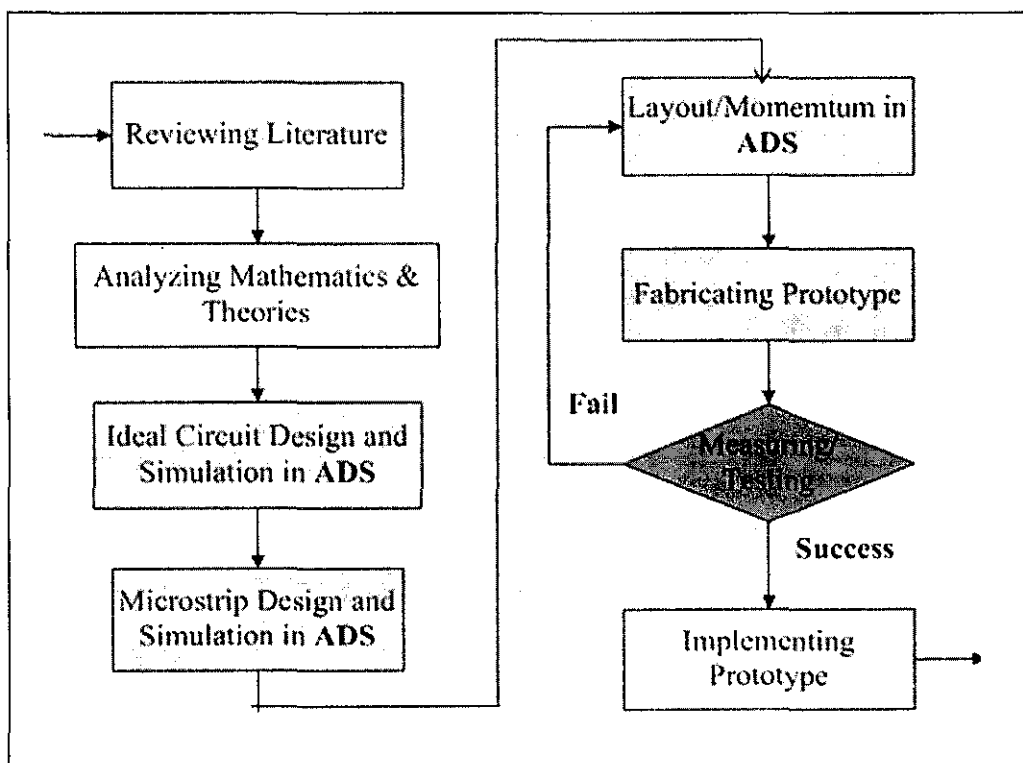 Reviewing Literature
Analyzing Mathematics &
Theories
Ideal Circuit Design and
Simulation in ADS
Microstrip Design and
Simulation in ADS
Layout/Momemtum in
ADS
Fabricating Prototype
Measuring/
Testing
Fail
Success
Implementing
Prototype